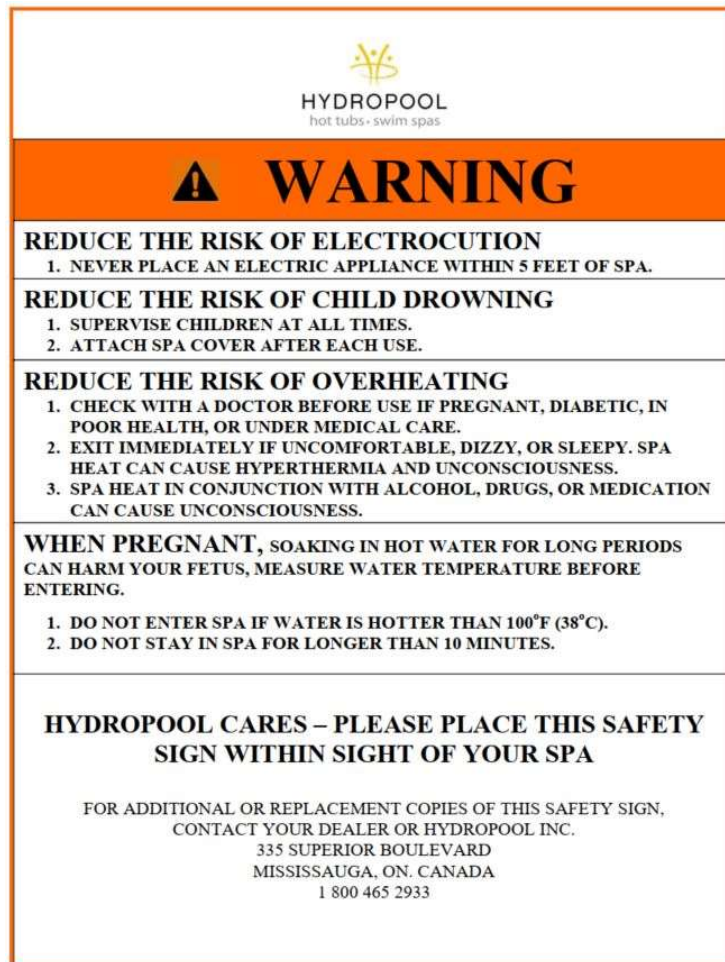 HYDROPOOL
hot tubs • swim spas
WARNING
REDUCE THE RISK OF ELECTROCUTION
1. NEVER PLACE AN ELECTRIC APPLIANCE WITHIN 5 FEET OF SPA.
REDUCE THE RISK OF CHILD DROWNING
1. SUPERVISE CHILDREN AT ALL TIMES.
2. ATTACH SPA COVER AFTER EACH USE.
REDUCE THE RISK OF OVERHEATING
1. CHECK WITH A DOCTOR BEFORE USE IF PREGNANT, DIABETIC, IN
POOR HEALTH, OR UNDER MEDICAL CARE.
2. EXIT IMMEDIATELY IF UNCOMFORTABLE, DIZZY, OR SLEEPY. SPA
HEAT CAN CAUSE HYPERTHERMIA AND UNCONSCIOUSNESS.
3. SPA HEAT IN CONJUNCTION WITH ALCOHOL, DRUGS, OR MEDICATION
CAN CAUSE UNCONSCIOUSNESS.
WHEN PREGNANT, SOAKING IN HOT WATER FOR LONG PERIODS
CAN HARM YOUR FETUS, MEASURE WATER TEMPERATURE BEFORE
ENTERING.
1. DO NOT ENTER SPA IF WATER IS HOTTER THAN 100°F (38°C).
2. DO NOT STAY IN SPA FOR LONGER THAN 10 MINUTES.
HYDROPOOL CARES – PLEASE PLACE THIS SAFETY
SIGN WITHIN SIGHT OF YOUR SPA
FOR ADDITIONAL OR REPLACEMENT COPIES OF THIS SAFETY SIGN,
CONTACT YOUR DEALER OR HYDROPOOL INC.
335 SUPERIOR BOULEVARD
MISSISSAUGA, ON. CANADA
1 800 465 2933